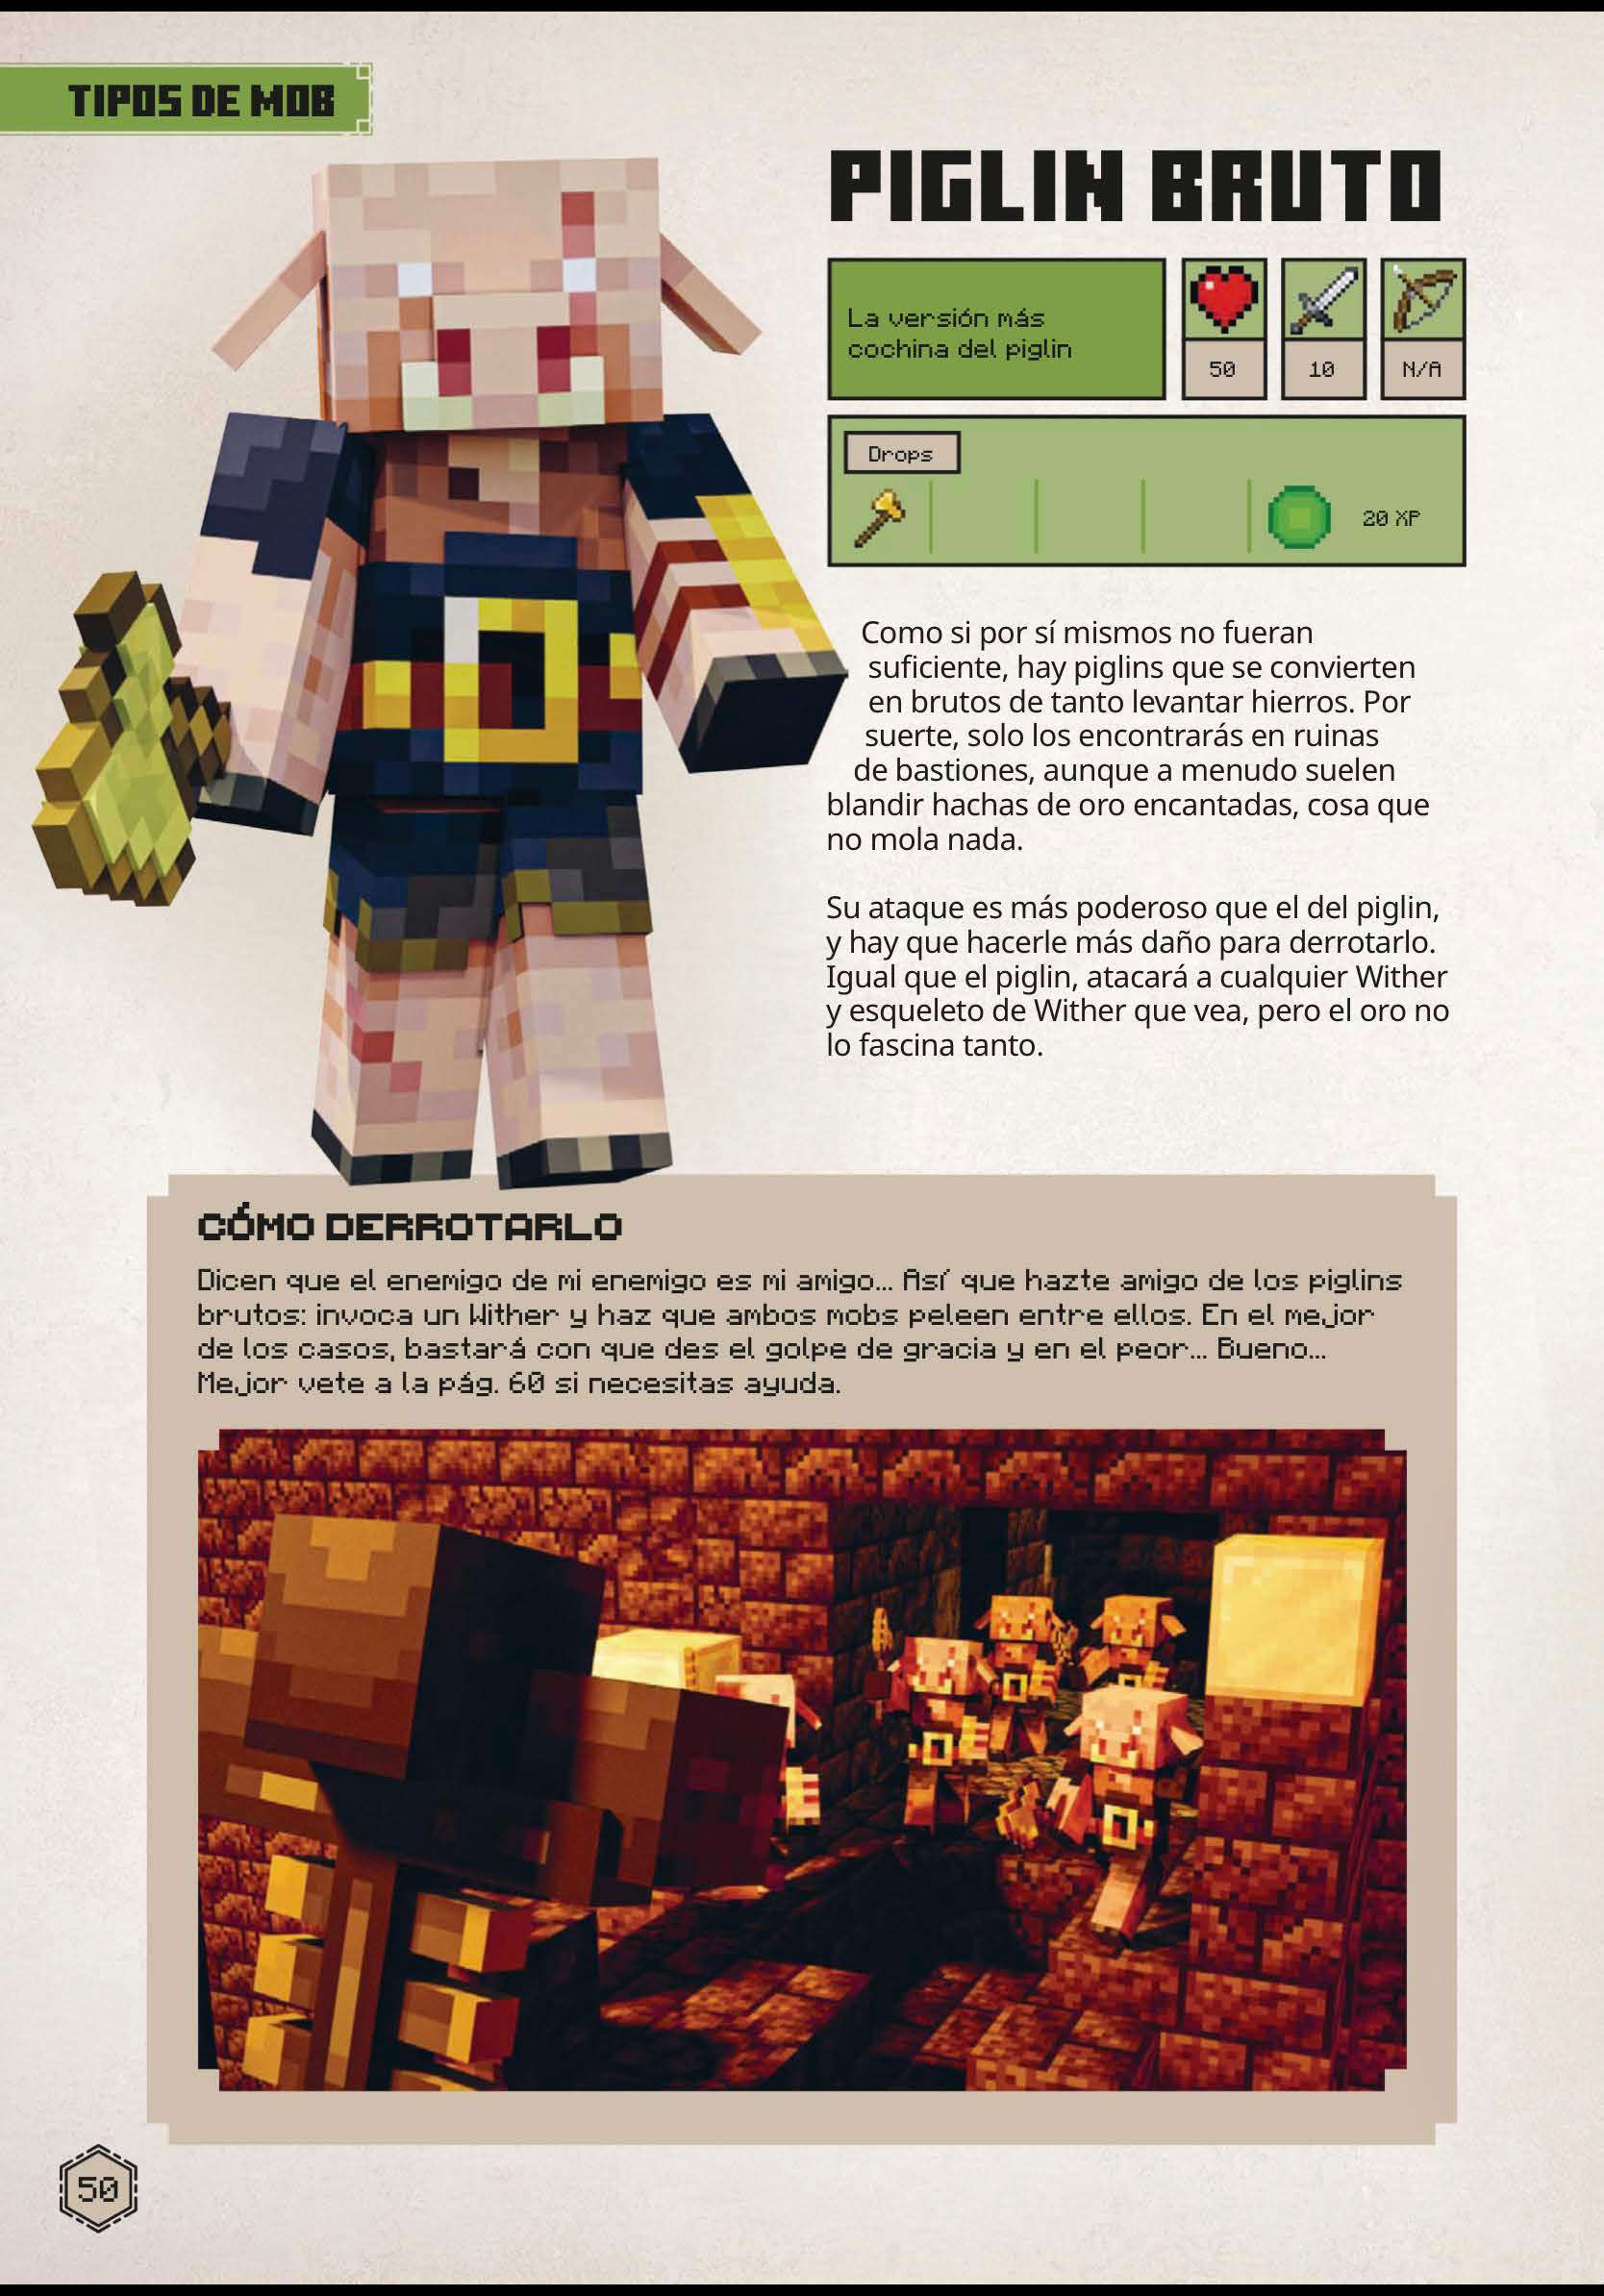 TIPOS DE MOB
PIGLIN BRUTO
La versión más
cochina del piglin
50
10
N/A
Drops
20 XP
Como si por sí mismos no fueran
suficiente, hay piglins que se convierten
en brutos de tanto levantar hierros. Por
suerte, solo los encontrarás en ruinas
de bastiones, aunque a menudo suelen
blandir hachas de oro encantadas, cosa que
no mola nada.
Su ataque es más poderoso que el del piglin,
y hay que hacerle más daño para derrotarlo.
Igual que el piglin, atacará a cualquier Wither
y esqueleto de Wither que vea, pero el oro no
lo fascina tanto.
CÓMO DERROTARLO
Dicen que el enemigo de mi enemigo es mi amigo... Así que hazte amigo de los piglins
brutos: invoca un Wither y haz que ambos mobs peleen entre ellos. En el mejor
de los casos, bastará con que des el golpe de gracia y en el peor... Bueno...
Mejor vete a la pág. 60 si necesitas ayuda.
50